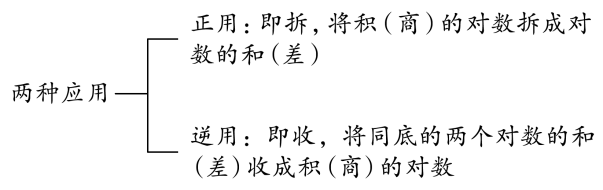 正用：即拆，将积(商)的对数拆成对
数的和(差)
两种应用
逆用：即收，将同底的两个对数的和
(差)收成积(商)的对数